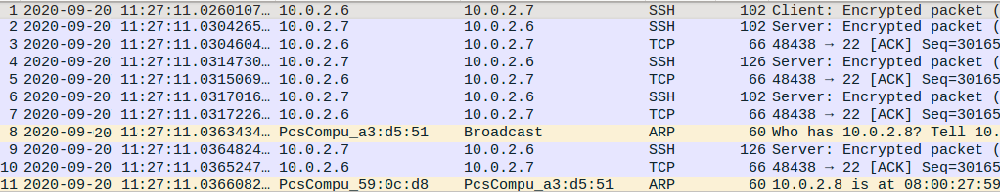 1 2020-09-20 11:27:11.0260107… 10.0.2.6 10.0.2.7 SSH 102 Client: Encrypted packet (
2 2020-09-20 11:27:11.0304265… 10.0.2.7 10.0.2.6 SSH 102 Server: Encrypted packet (
3 2020-09-20 11:27:11.0304604… 10.0.2.6 10.0.2.7 TCP 66 48438 → 22 [ACK] Seq=30165
4 2020-09-20 11:27:11.0314730… 10.0.2.7 10.0.2.6 SSH 126 Server: Encrypted packet (
5 2020-09-20 11:27:11.0315069… 10.0.2.6 10.0.2.7 TCP 66 48438 → 22 [ACK] Seq=30165
6 2020-09-20 11:27:11.0317016… 10.0.2.7 10.0.2.6 SSH 102 Server: Encrypted packet (
7 2020-09-20 11:27:11.0317226… 10.0.2.6 10.0.2.7 TCP 66 48438 → 22 [ACK] Seq=30165
8 2020-09-20 11:27:11.0363434… PcsCompu_a3:d5:51 Broadcast ARP 60 Who has 10.0.2.8? Tell 10.
9 2020-09-20 11:27:11.0364824… 10.0.2.7 10.0.2.6 SSH 126 Server: Encrypted packet (
10 2020-09-20 11:27:11.0365247… 10.0.2.6 10.0.2.7 TCP 66 48438 → 22 [ACK] Seq=30165
11 2020-09-20 11:27:11.0366082… PcsCompu_59:0c:d8 PcsCompu_a3:d5:51 ARP 60 10.0.2.8 is at 08:00:27:59